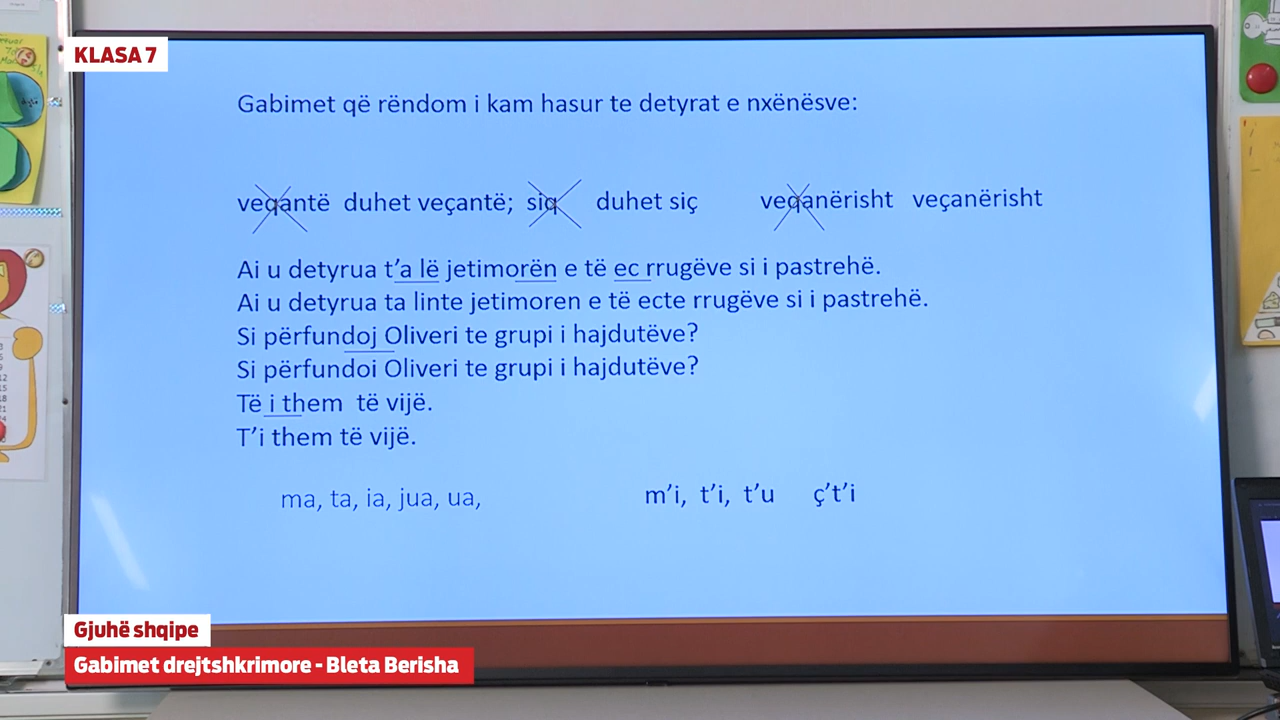 KLASA 7
Gabimet që rëndom i kam hasur te detyrat e nxënësve:
veqantë duhet veçantë; siq duhet siç veqanërisht veçanërisht
Ai u detyrua t’a lë jetimorën e të ec rrugëve si i pastrehë.
Ai u detyrua ta linte jetimoren e të ecte rrugëve si i pastrehë.
Si përfundoj Oliveri te grupi i hajdutëve?
Si përfundoi Oliveri te grupi i hajdutëve?
Të i them të vijë.
T’i them të vijë.
ma, ta, ia, jua, ua, m’i, t’i, t’u ç’t’i
Gjuhë shqipe
Gabimet drejtshkrimore - Bleta Berisha